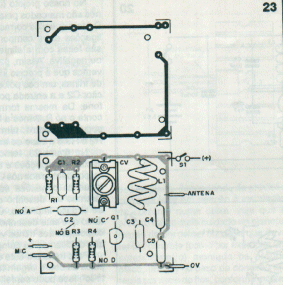 23
C1 R2 CV
L1
S1 (+)
ANTENA
R1
NÓ A
NÓ C Q1 C3 C4
C2
NÓ B R3 R4 C5
MIC
NÓ D
+
-
OV